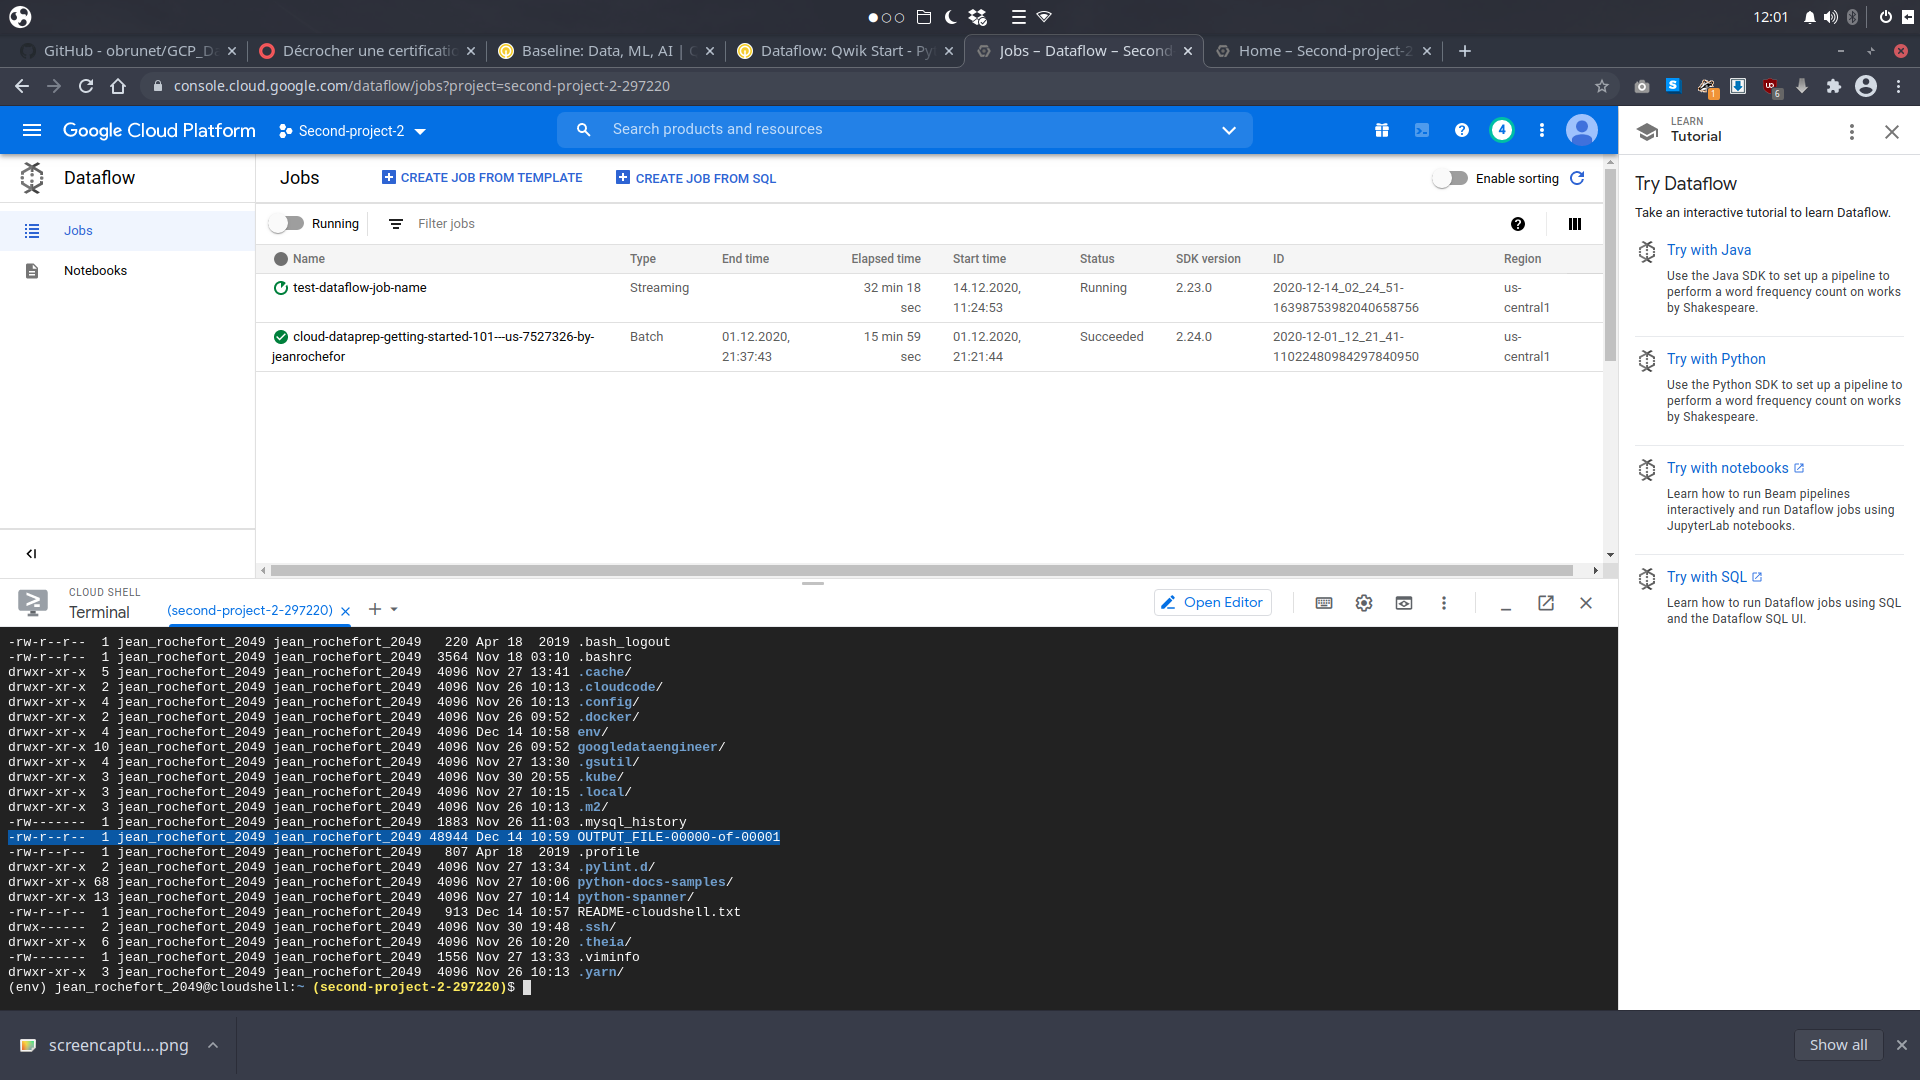 12:01
GitHub - obrunet/GCP_Da
Décrocher une certificatio
Baseline: Data, ML, AI | Q
Dataflow: Qwik Start - Pyt
Jobs – Dataflow – Second
Home – Second-project-2
console.cloud.google.com/dataflow/jobs?project=second-project-2-297220
1
6
Google Cloud Platform
Second-project-2
Search products and resources
4
LEARN
Tutorial
Dataflow
Jobs
CREATE JOB FROM TEMPLATE
CREATE JOB FROM SQL
Enable sorting
Try Dataflow
Take an interactive tutorial to learn Dataflow.
Jobs
Notebooks
Running
Filter jobs
Name Type End time Elapsed time Start time Status SDK version ID Region
test-dataflow-job-name Streaming 32 min 18 sec 14.12.2020, 11:24:53 Running 2.23.0 2020-12-14_02_24_51-16398753982040658756 us-central1
cloud-dataprep-getting-started-101---us-7527326-by-jeanrochefor Batch 01.12.2020, 21:37:43 15 min 59 sec 01.12.2020, 21:21:44 Succeeded 2.24.0 2020-12-01_12_21_41-11022480984297840950 us-central1
Try with Java
Use the Java SDK to set up a pipeline to
perform a word frequency count on works
by Shakespeare.
Try with Python
Use the Python SDK to set up a pipeline to
perform a word frequency count on works
by Shakespeare.
Try with notebooks
Learn how to run Beam pipelines
interactively and run Dataflow jobs using
JupyterLab notebooks.
Try with SQL
Learn how to run Dataflow jobs using SQL
and the Dataflow SQL UI.
CLOUD SHELL
Terminal
(second-project-2-297220)
Open Editor
-rw-r--r--  1 jean_rochefort_2049 jean_rochefort_2049   220 Apr 18  2019 .bash_logout
-rw-r--r--  1 jean_rochefort_2049 jean_rochefort_2049  3564 Nov 18 03:10 .bashrc
drwxr-xr-x  5 jean_rochefort_2049 jean_rochefort_2049  4096 Nov 27 13:41 .cache/
drwxr-xr-x  2 jean_rochefort_2049 jean_rochefort_2049  4096 Nov 26 10:13 .cloudcode/
drwxr-xr-x  4 jean_rochefort_2049 jean_rochefort_2049  4096 Nov 26 10:13 .config/
drwxr-xr-x  2 jean_rochefort_2049 jean_rochefort_2049  4096 Nov 26 09:52 .docker/
drwxr-xr-x  4 jean_rochefort_2049 jean_rochefort_2049  4096 Dec 14 10:58 env/
drwxr-xr-x 10 jean_rochefort_2049 jean_rochefort_2049  4096 Nov 26 09:52 googledataengineer/
drwxr-xr-x  4 jean_rochefort_2049 jean_rochefort_2049  4096 Nov 27 13:30 .gsutil/
drwxr-xr-x  3 jean_rochefort_2049 jean_rochefort_2049  4096 Nov 30 20:55 .kube/
drwxr-xr-x  3 jean_rochefort_2049 jean_rochefort_2049  4096 Nov 27 10:15 .local/
drwxr-xr-x  3 jean_rochefort_2049 jean_rochefort_2049  4096 Nov 26 10:13 .m2/
-rw-------  1 jean_rochefort_2049 jean_rochefort_2049  1883 Nov 26 11:03 .mysql_history
-rw-r--r--  1 jean_rochefort_2049 jean_rochefort_2049 48944 Dec 14 10:59 OUTPUT_FILE-00000-of-00001
-rw-r--r--  1 jean_rochefort_2049 jean_rochefort_2049   807 Apr 18  2019 .profile
drwxr-xr-x  2 jean_rochefort_2049 jean_rochefort_2049  4096 Nov 27 13:34 .pylint.d/
drwxr-xr-x 68 jean_rochefort_2049 jean_rochefort_2049  4096 Nov 27 10:06 python-docs-samples/
drwxr-xr-x 13 jean_rochefort_2049 jean_rochefort_2049  4096 Nov 27 10:14 python-spanner/
-rw-r--r--  1 jean_rochefort_2049 jean_rochefort_2049   913 Dec 14 10:57 README-cloudshell.txt
drwx------  2 jean_rochefort_2049 jean_rochefort_2049  4096 Nov 30 19:48 .ssh/
drwxr-xr-x  6 jean_rochefort_2049 jean_rochefort_2049  4096 Nov 26 10:20 .theia/
-rw-------  1 jean_rochefort_2049 jean_rochefort_2049  1556 Nov 27 13:33 .viminfo
drwxr-xr-x  3 jean_rochefort_2049 jean_rochefort_2049  4096 Nov 26 10:13 .yarn/
(env) jean_rochefort_2049@cloudshell:~ (second-project-2-297220)$
screencaptu....png
Show all